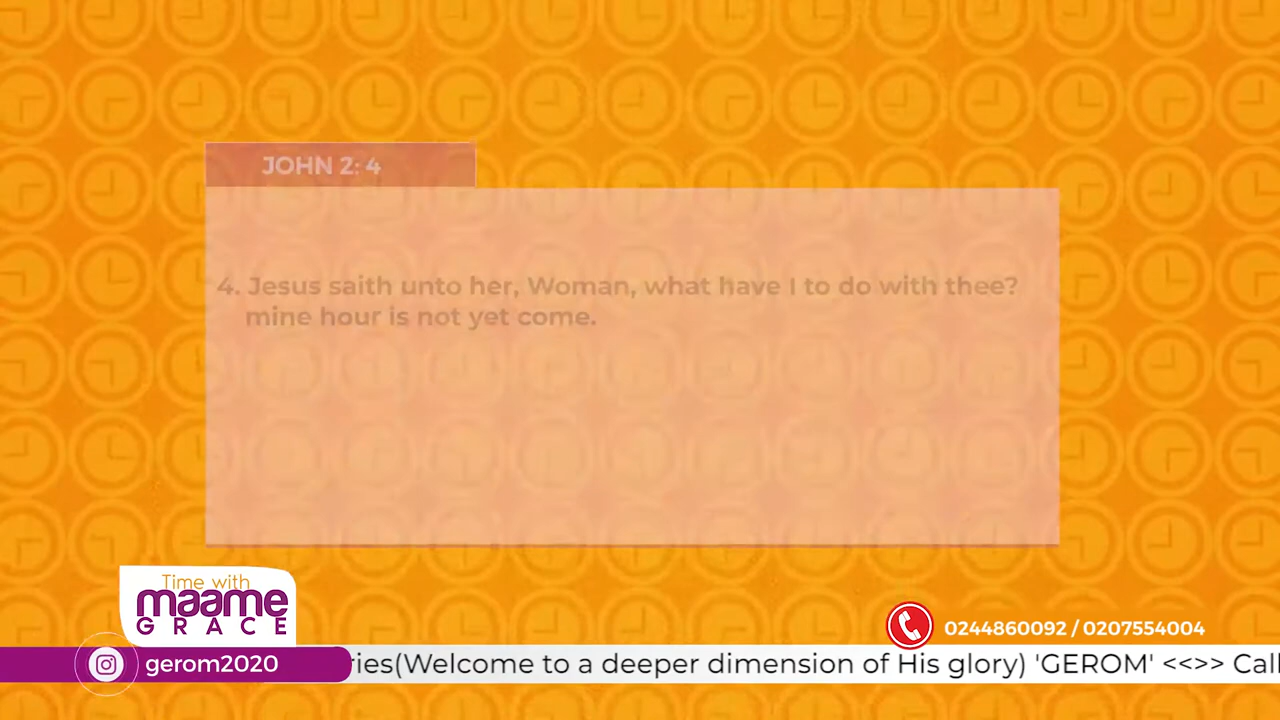 JOHN 2: 4
4. Jesus saith unto her, Woman, what have I to do with thee?
mine hour is not yet come.
Time with
maame
GRACE
0244860092 / 0207554004
gerom2020
ries(Welcome to a deeper dimension of His glory) 'GEROM' <<>> Call